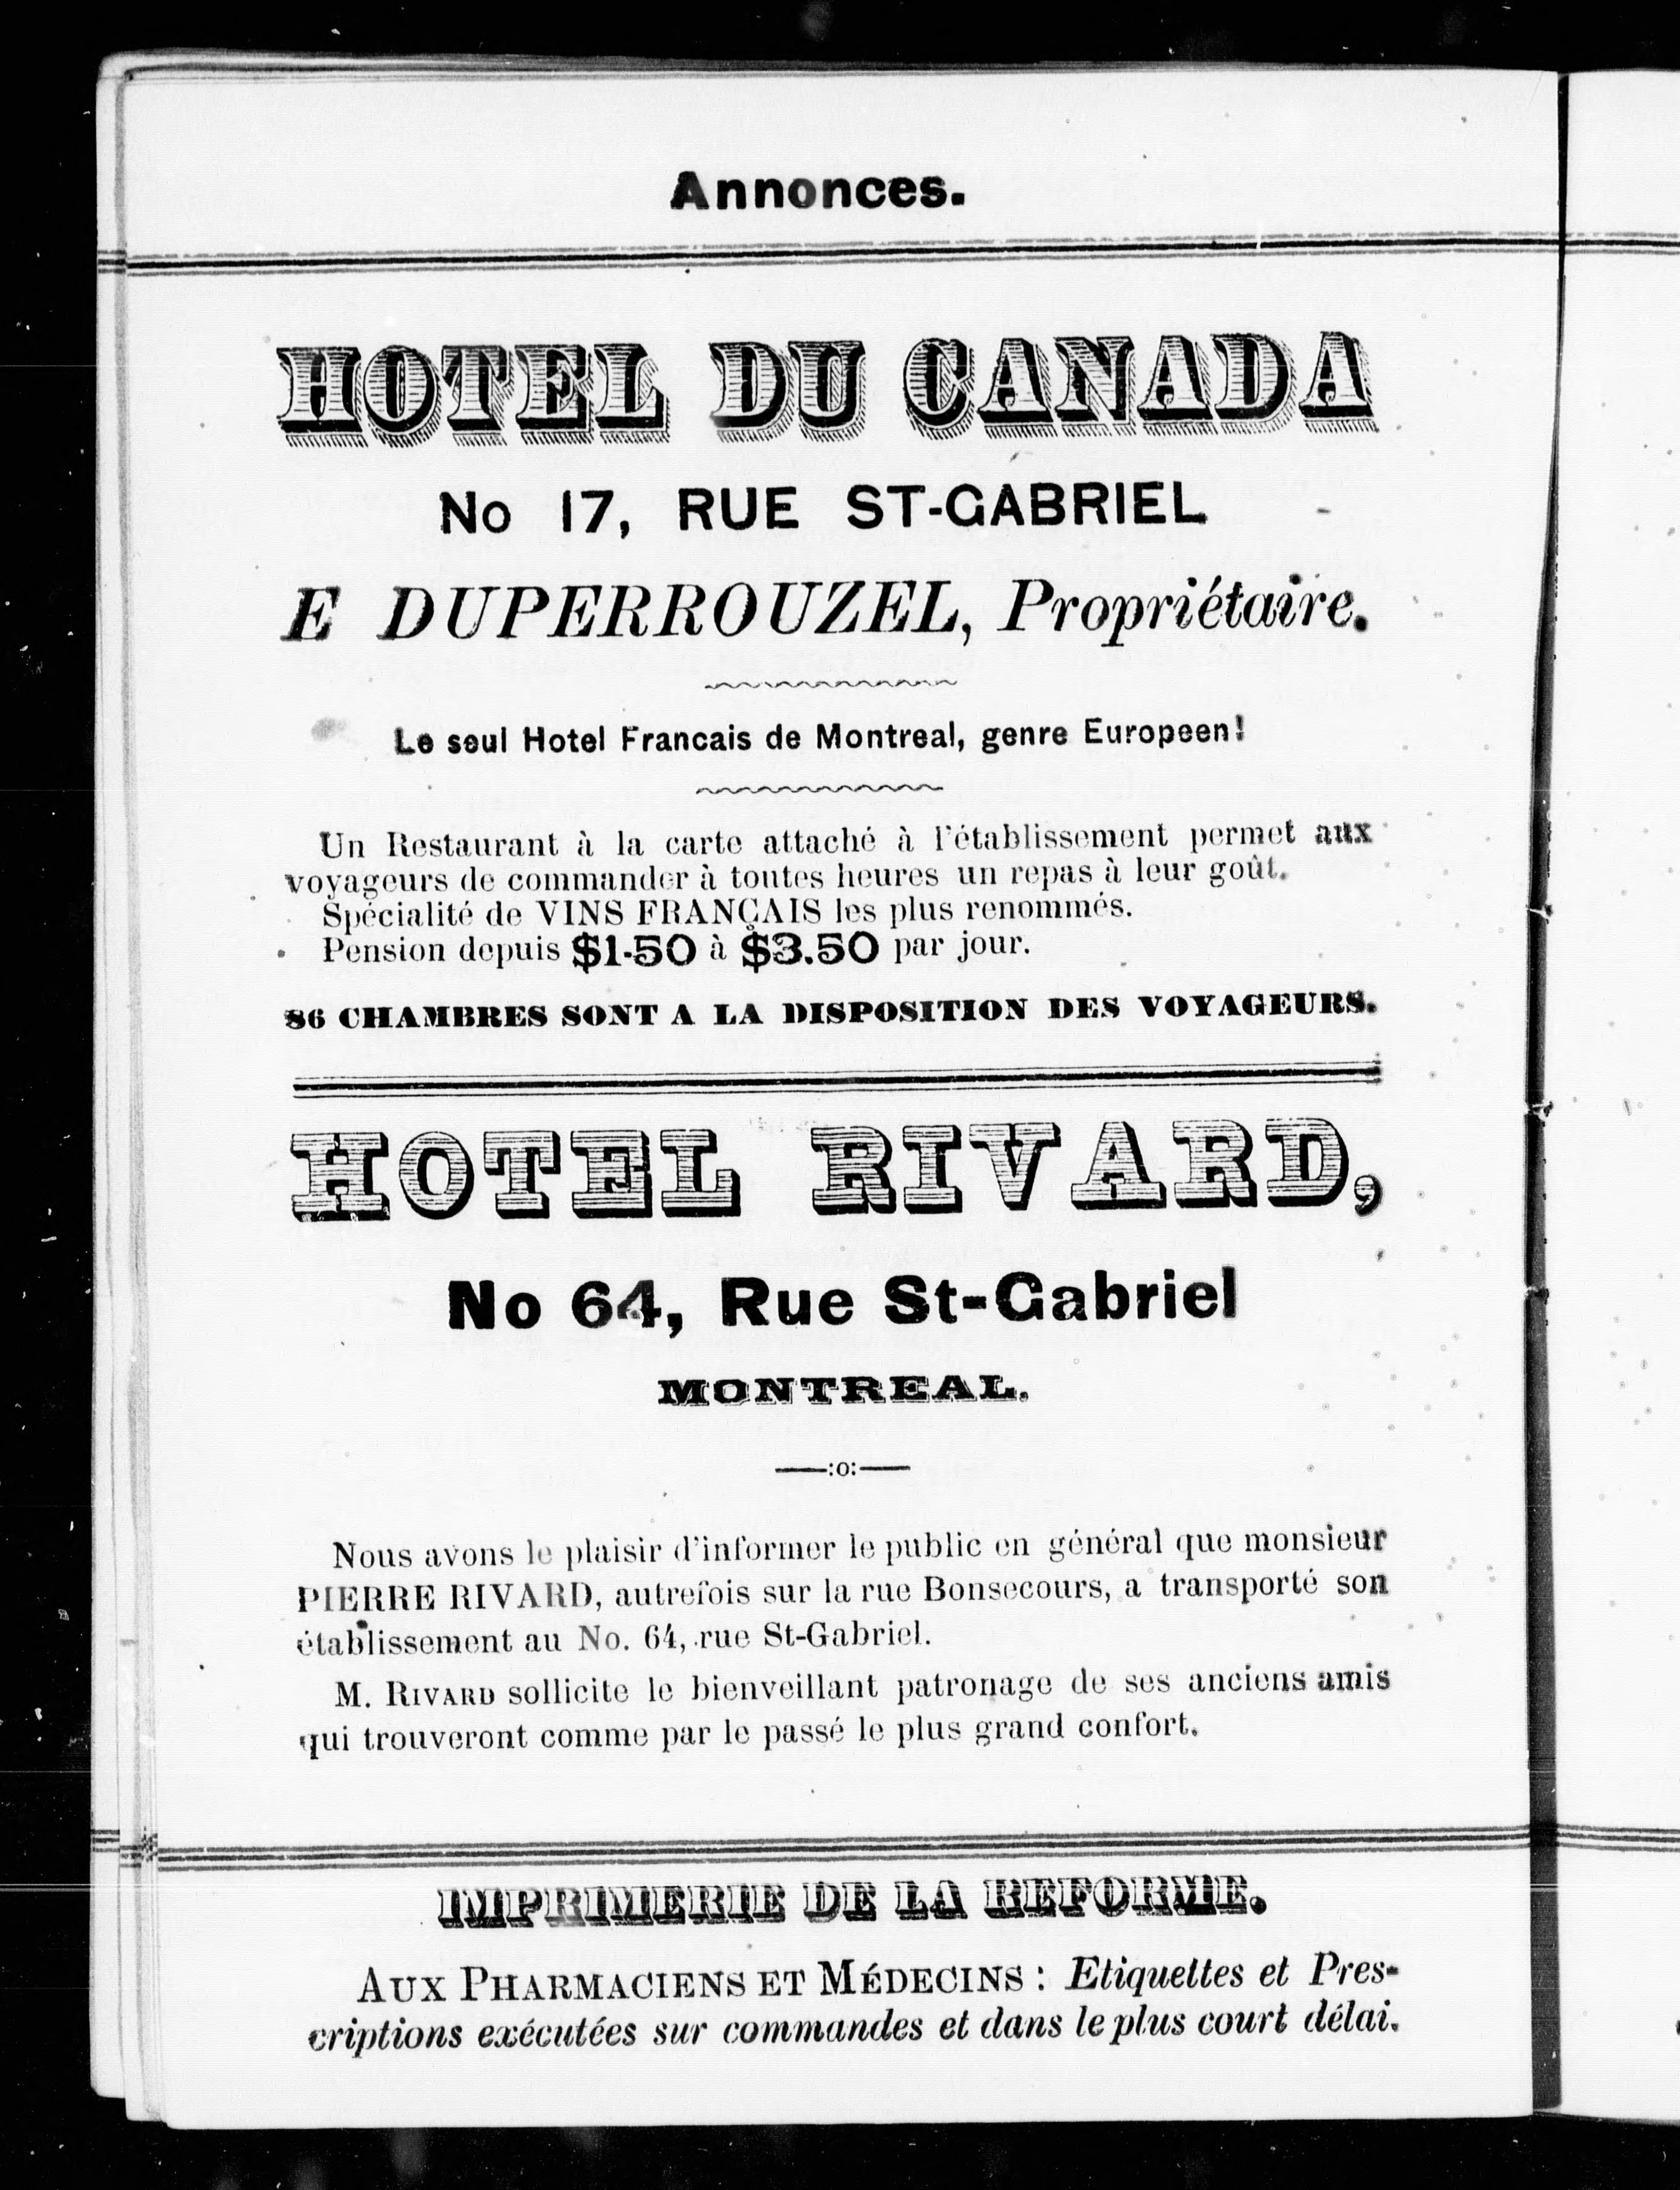 Annonces.
HOTEL DU CANADA
No 17, RUE ST-GABRIEL
E DUPERROUZEL, Propriétaire.
Le seul Hotel Francais de Montreal, genre Europeen!
Un Restaurant à la carte attaché à l'établissement permet aux
voyageurs de commander à toutes heures un repas à leur goût.
Spécialité de VINS FRANÇAIS les plus renommés.
Pension depuis $1.50 à $3.50 par jour.
86 CHAMBRES SONT A LA DISPOSITION DES VOYAGEURS.
HOTEL RIVARD,
No 64, Rue St-Gabriel
MONTREAL.
——:o:——
Nous avons le plaisir d'informer le public en général que monsieur
PIERRE RIVARD, autrefois sur la rue Bonsecours, a transporté son
établissement au No. 64, rue St-Gabriel.
M. RIVARD sollicite le bienveillant patronage de ses anciens amis
qui trouveront comme par le passé le plus grand confort.
IMPRIMERIE DE LA REFORME.
AUX PHARMACIENS ET MÉDECINS : Etiquettes et Pres-
criptions exécutées sur commandes et dans le plus court délai.